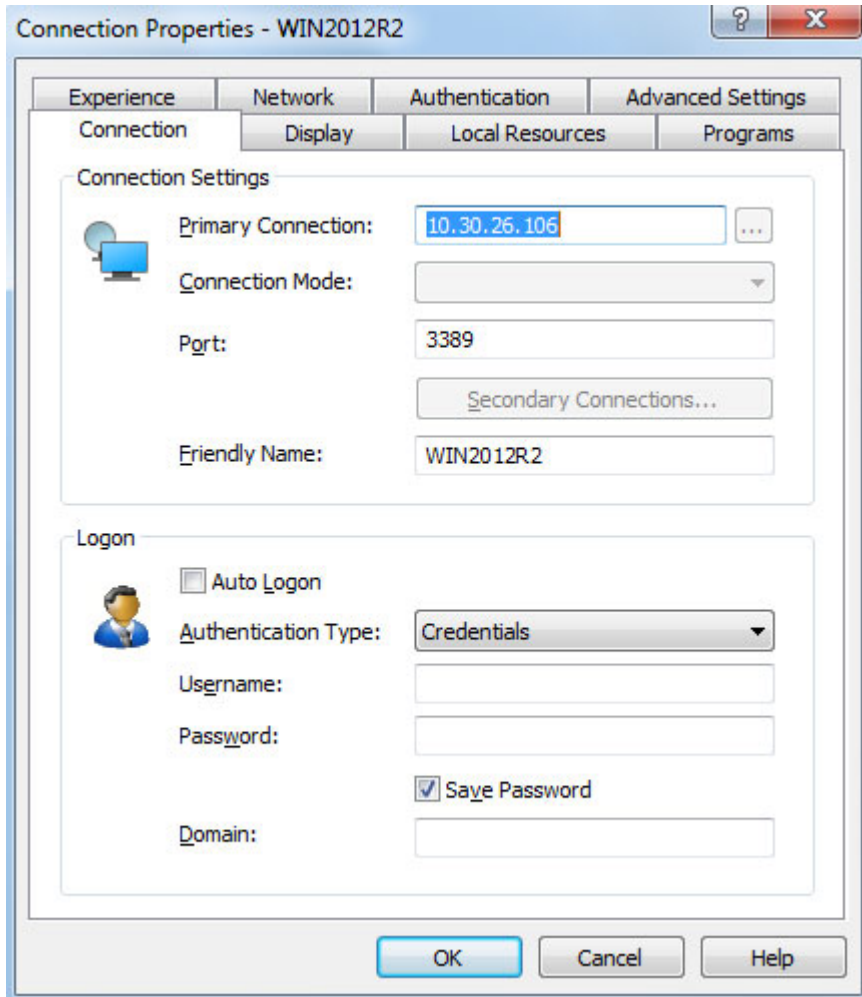 Connection Properties - WIN2012R2
Experience
Network
Authentication
Advanced Settings
Connection
Display
Local Resources
Programs
Connection Settings
Primary Connection: 10.30.26.106 ...
Connection Mode:
Port: 3389
Secondary Connections...
Friendly Name: WIN2012R2
Logon
Auto Logon
Authentication Type: Credentials
Username:
Password:
Save Password
Domain:
OK
Cancel
Help